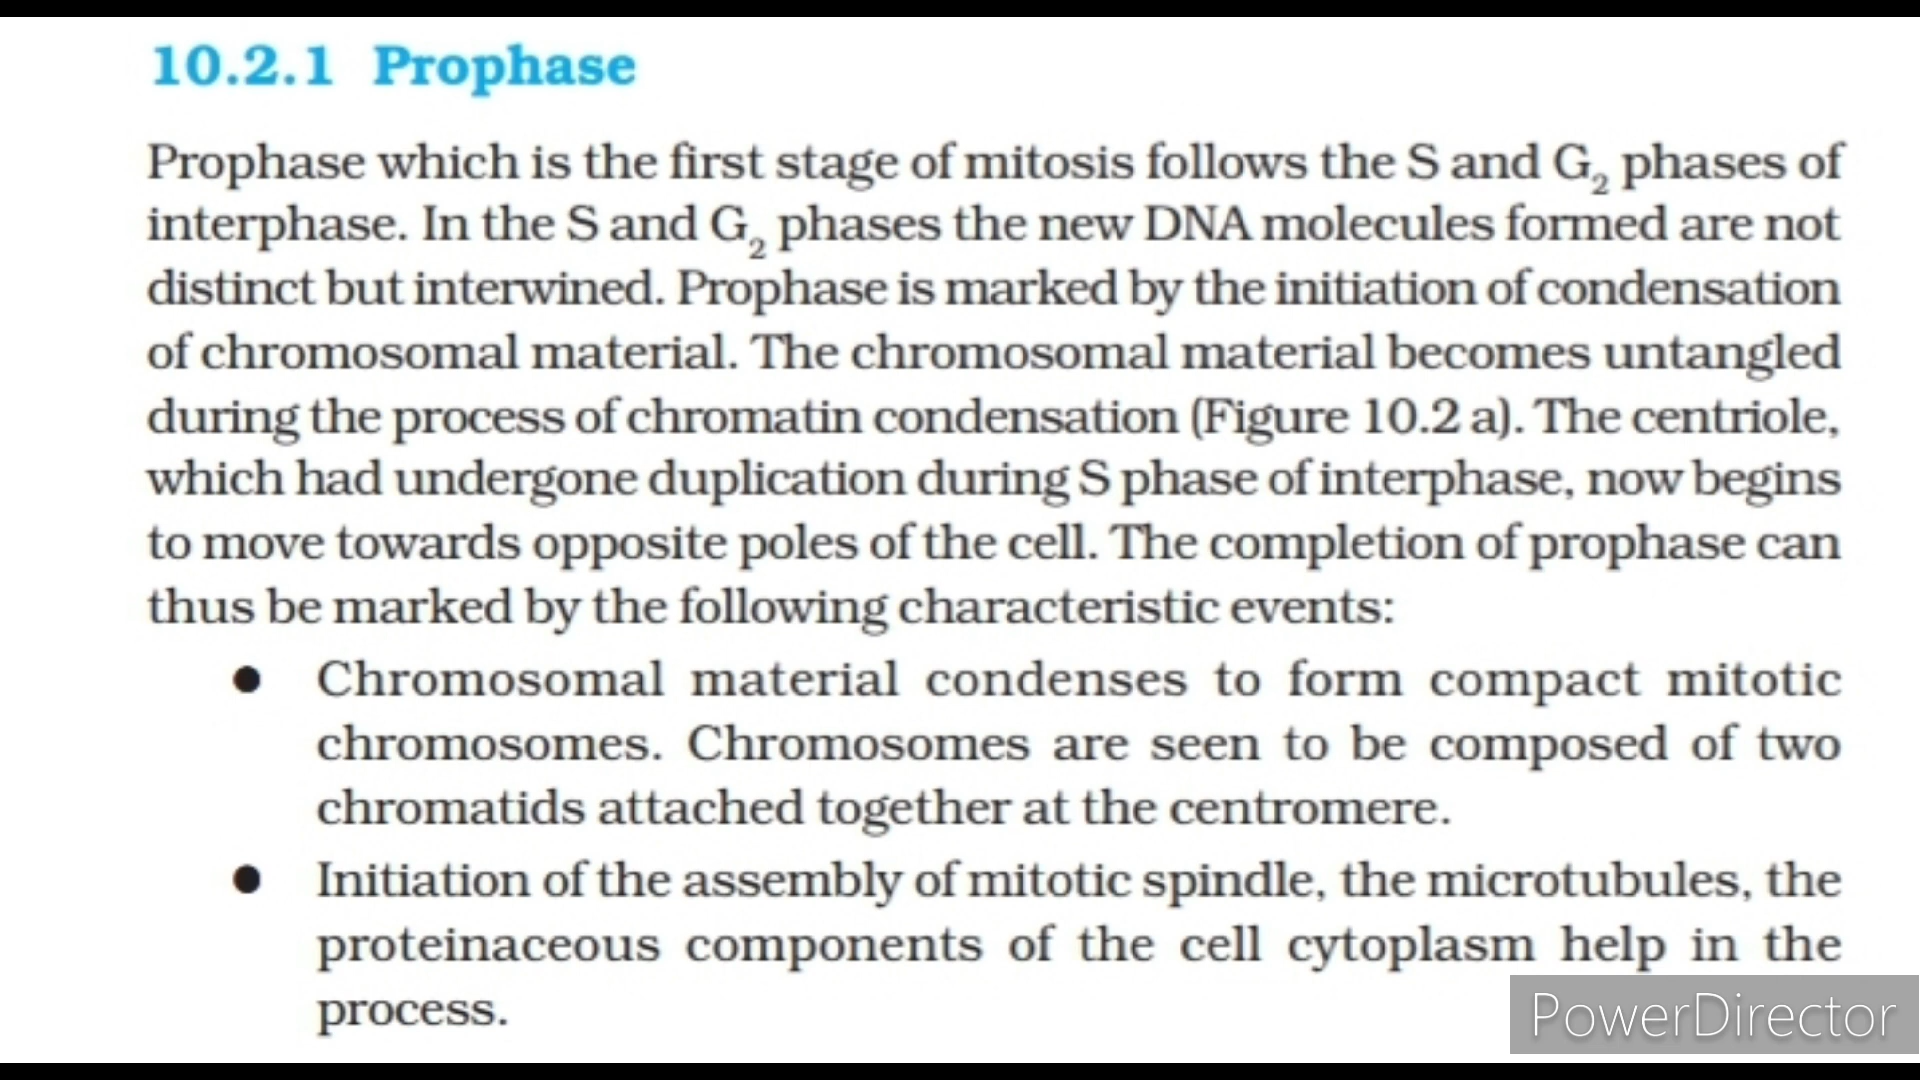 10.2.1 Prophase
Prophase which is the first stage of mitosis follows the S and G₂ phases of
interphase. In the S and G₂ phases the new DNA molecules formed are not
distinct but interwined. Prophase is marked by the initiation of condensation
of chromosomal material. The chromosomal material becomes untangled
during the process of chromatin condensation (Figure 10.2 a). The centriole,
which had undergone duplication during S phase of interphase, now begins
to move towards opposite poles of the cell. The completion of prophase can
thus be marked by the following characteristic events:
● Chromosomal material condenses to form compact mitotic
chromosomes. Chromosomes are seen to be composed of two
chromatids attached together at the centromere.
● Initiation of the assembly of mitotic spindle, the microtubules, the
proteinaceous components of the cell cytoplasm help in the
process.
PowerDirector